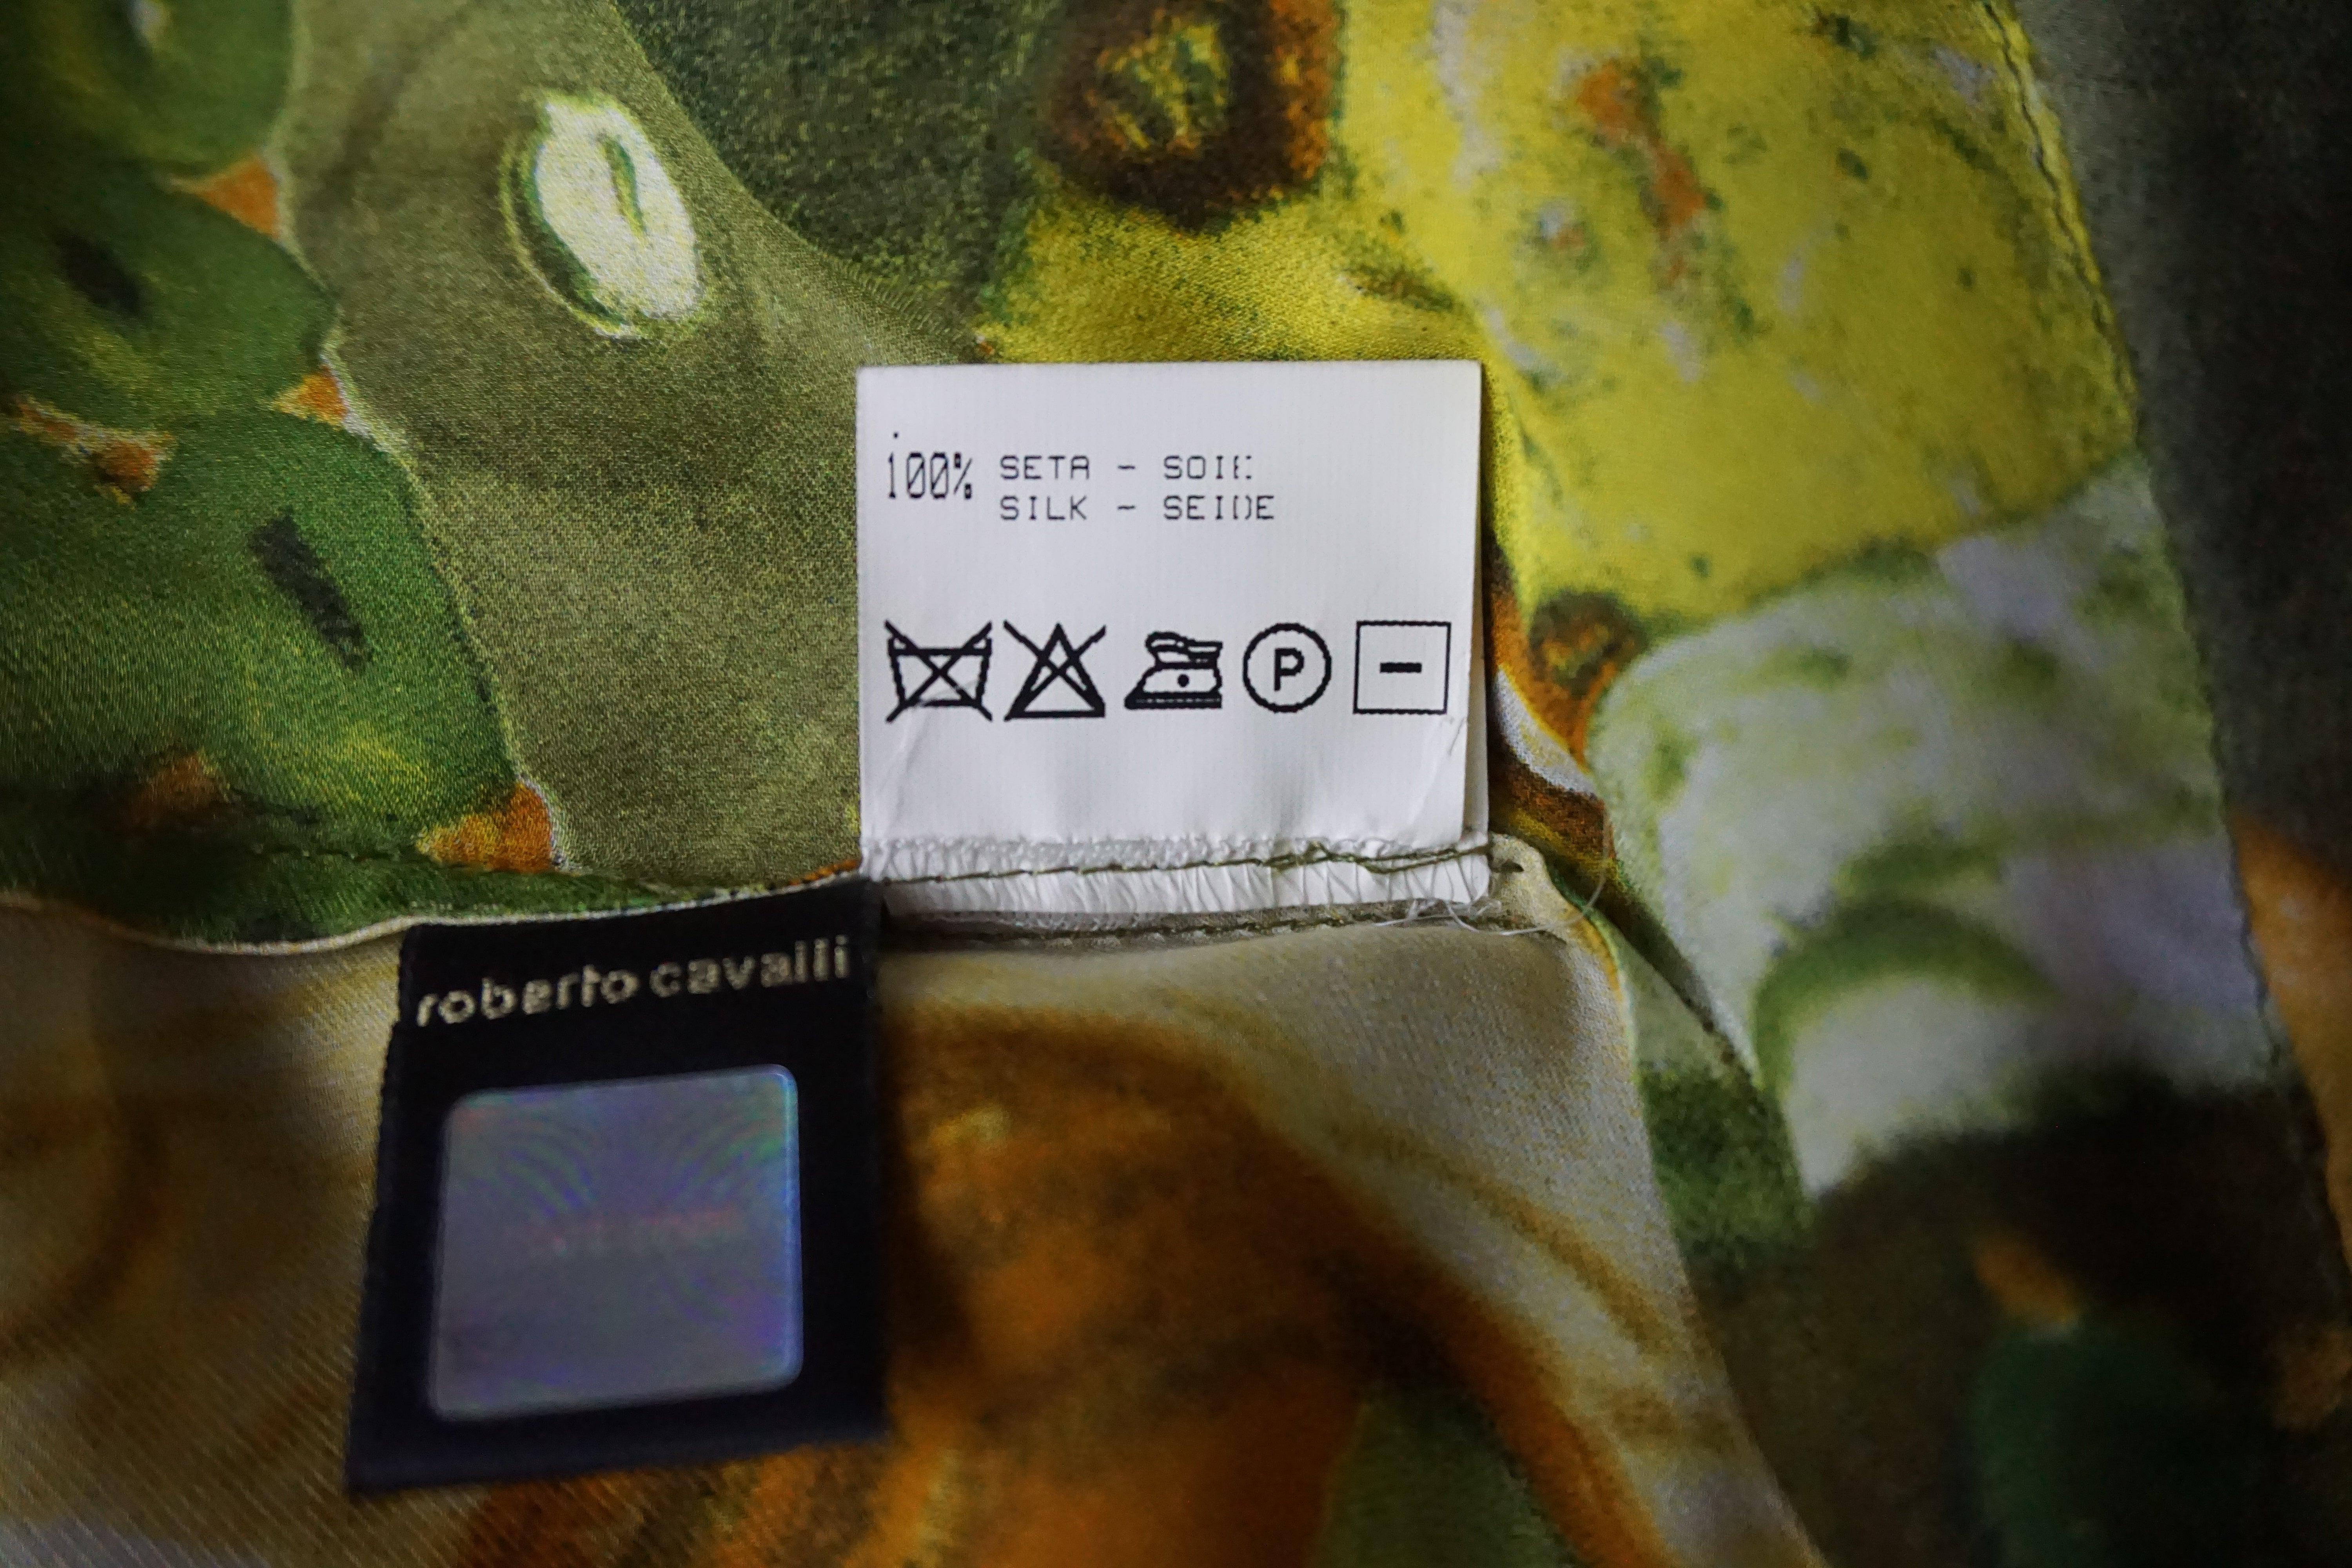 100% SETA - SOIE
SILK - SEIDE
P
roberto cavalli